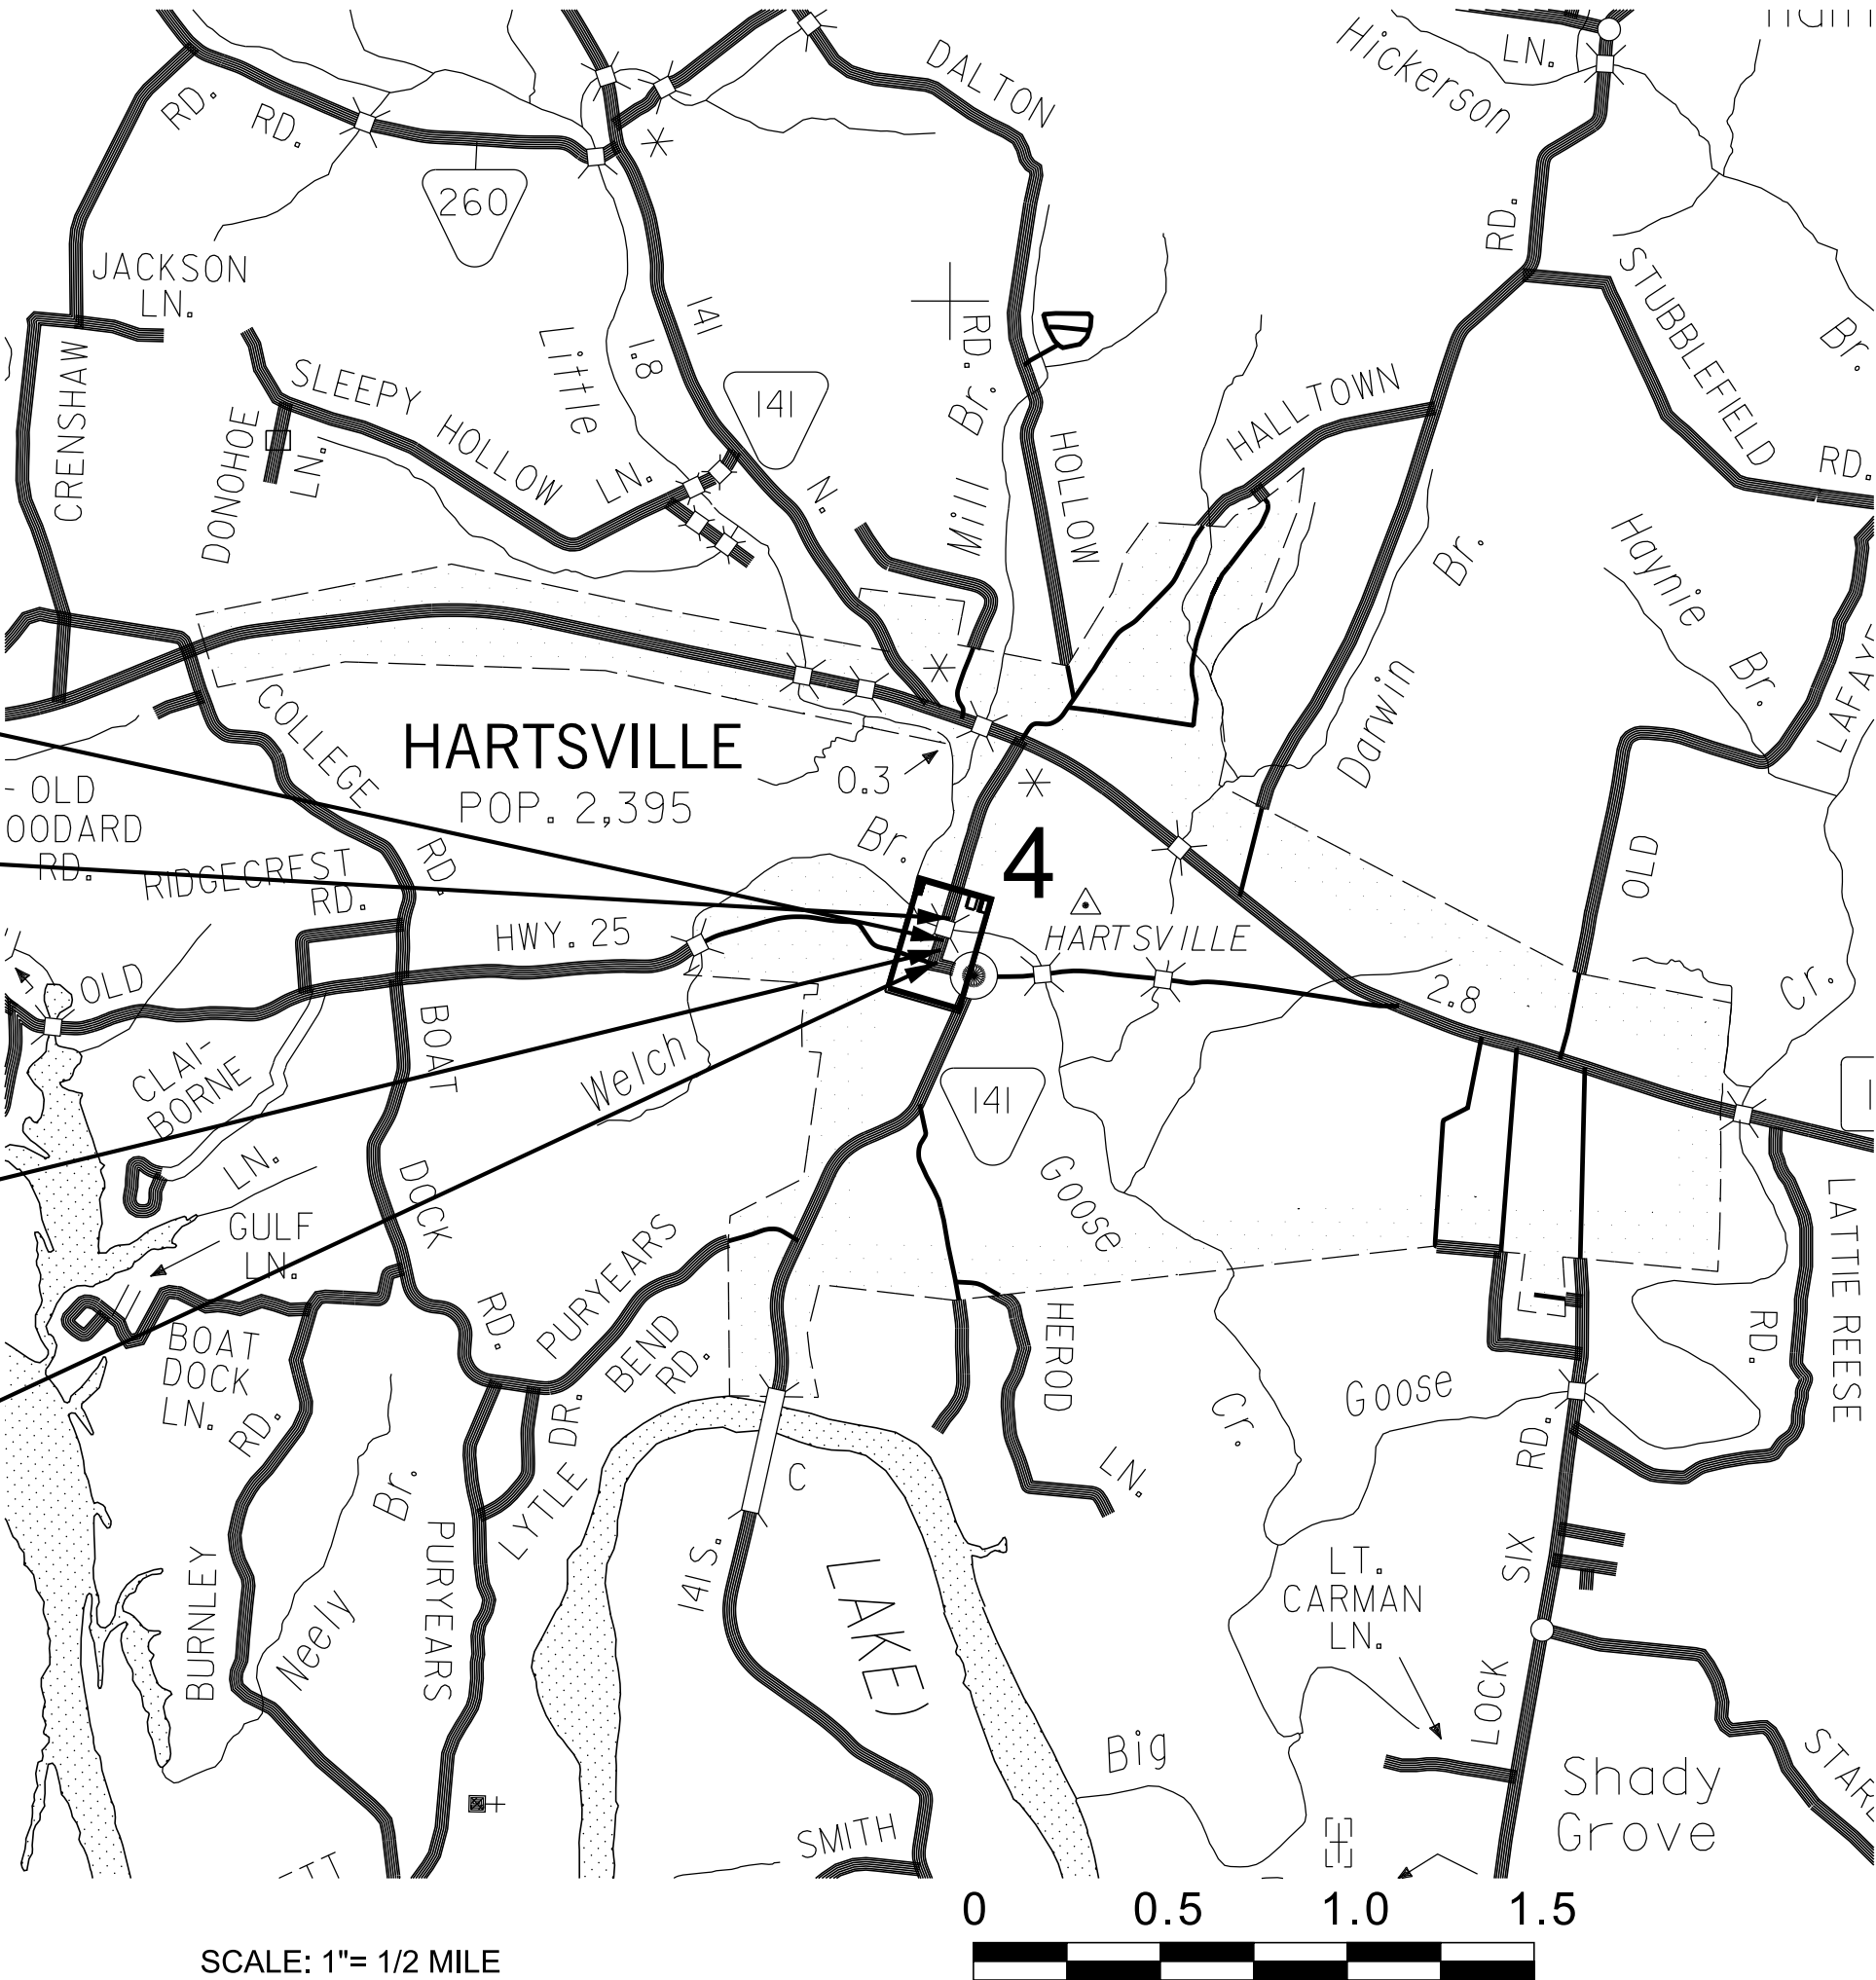 Hickerson
LN.
DALTON
RD.
RD.
260
RD.
JACKSON
LN.
141
1.8
Little
RD.
STUBBLEFIELD
RD.
Br.
CRENSHAW
SLEEPY HOLLOW LN.
141
N.
Mill Br.
HOLLOW
HALLTOWN
DONOHOE
LN.
Br.
Darwin
Haynie
Br.
COLLEGE
RD.
HARTSVILLE
POP. 2,395
0.3
Br.
4
OLD
RD.
RIDGECREST
RD.
HWY. 25
HARTSVILLE
OLD
OLD
2.8
Cr.
BOAT
CLAI-
BORNE
LN.
Welch
141
DOCK
GULF
LN.
Goose
LATTIE REESE
RD.
RD.
PURYEARS
BEND
RD.
BOAT
DOCK
LN.
RD.
HEROD
LN.
Goose
Cr.
DR.
LYTLE
C
Br.
Neely
BURNLEY
PURYEARS
141 S.
LAKE)
RD.
SIX
LOCK
LT.
CARMAN
LN.
Big
Shady
Grove
SMITH
SCALE: 1"= 1/2 MILE
0 0.5 1.0 1.5